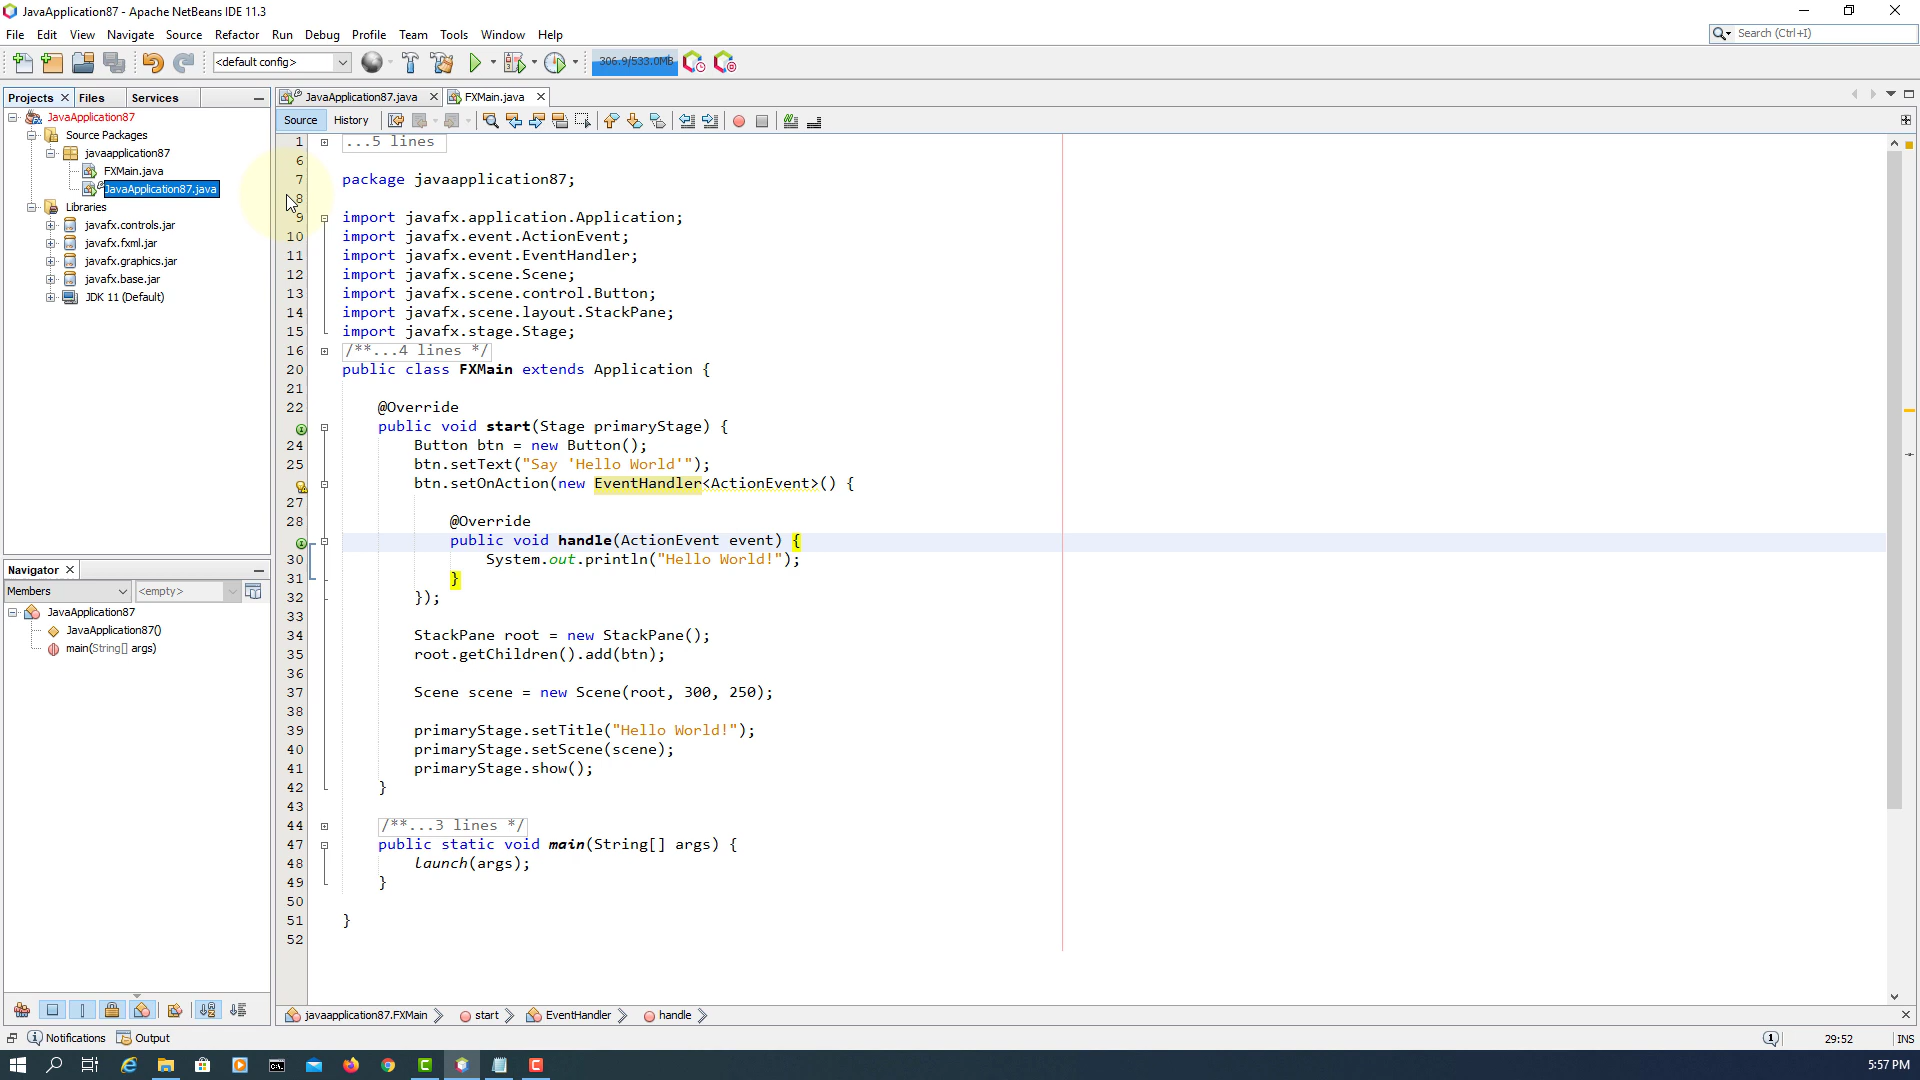 JavaApplication87 - Apache NetBeans IDE 11.3
File Edit View Navigate Source Refactor Run Debug Profile Team Tools Window Help
Search (Ctrl+I)
<default config>
306.9/533.0MB
Projects Files Services
JavaApplication87.java FXMain.java
Source History
JavaApplication87
Source Packages
javaapplication87
FXMain.java
JavaApplication87.java
Libraries
javafx.controls.jar
javafx.fxml.jar
javafx.graphics.jar
javafx.base.jar
JDK 11 (Default)
Navigator
Members <empty>
JavaApplication87
JavaApplication87()
main(String[] args)
1 ...5 lines
6
7 package javaapplication87;
8
9 import javafx.application.Application;
10 import javafx.event.ActionEvent;
11 import javafx.event.EventHandler;
12 import javafx.scene.Scene;
13 import javafx.scene.control.Button;
14 import javafx.scene.layout.StackPane;
15 import javafx.stage.Stage;
16 /**...4 lines */
20 public class FXMain extends Application {
21
22 @Override
public void start(Stage primaryStage) {
24 Button btn = new Button();
25 btn.setText("Say 'Hello World'");
btn.setOnAction(new EventHandler<ActionEvent>() {
27
28 @Override
public void handle(ActionEvent event) {
30 System.out.println("Hello World!");
31 }
32 });
33
34 StackPane root = new StackPane();
35 root.getChildren().add(btn);
36
37 Scene scene = new Scene(root, 300, 250);
38
39 primaryStage.setTitle("Hello World!");
40 primaryStage.setScene(scene);
41 primaryStage.show();
42 }
43
44 /**...3 lines */
47 public static void main(String[] args) {
48 launch(args);
49 }
50
51 }
52
javaapplication87.FXMain start EventHandler handle
Notifications Output
1 29:52 INS
5:57 PM